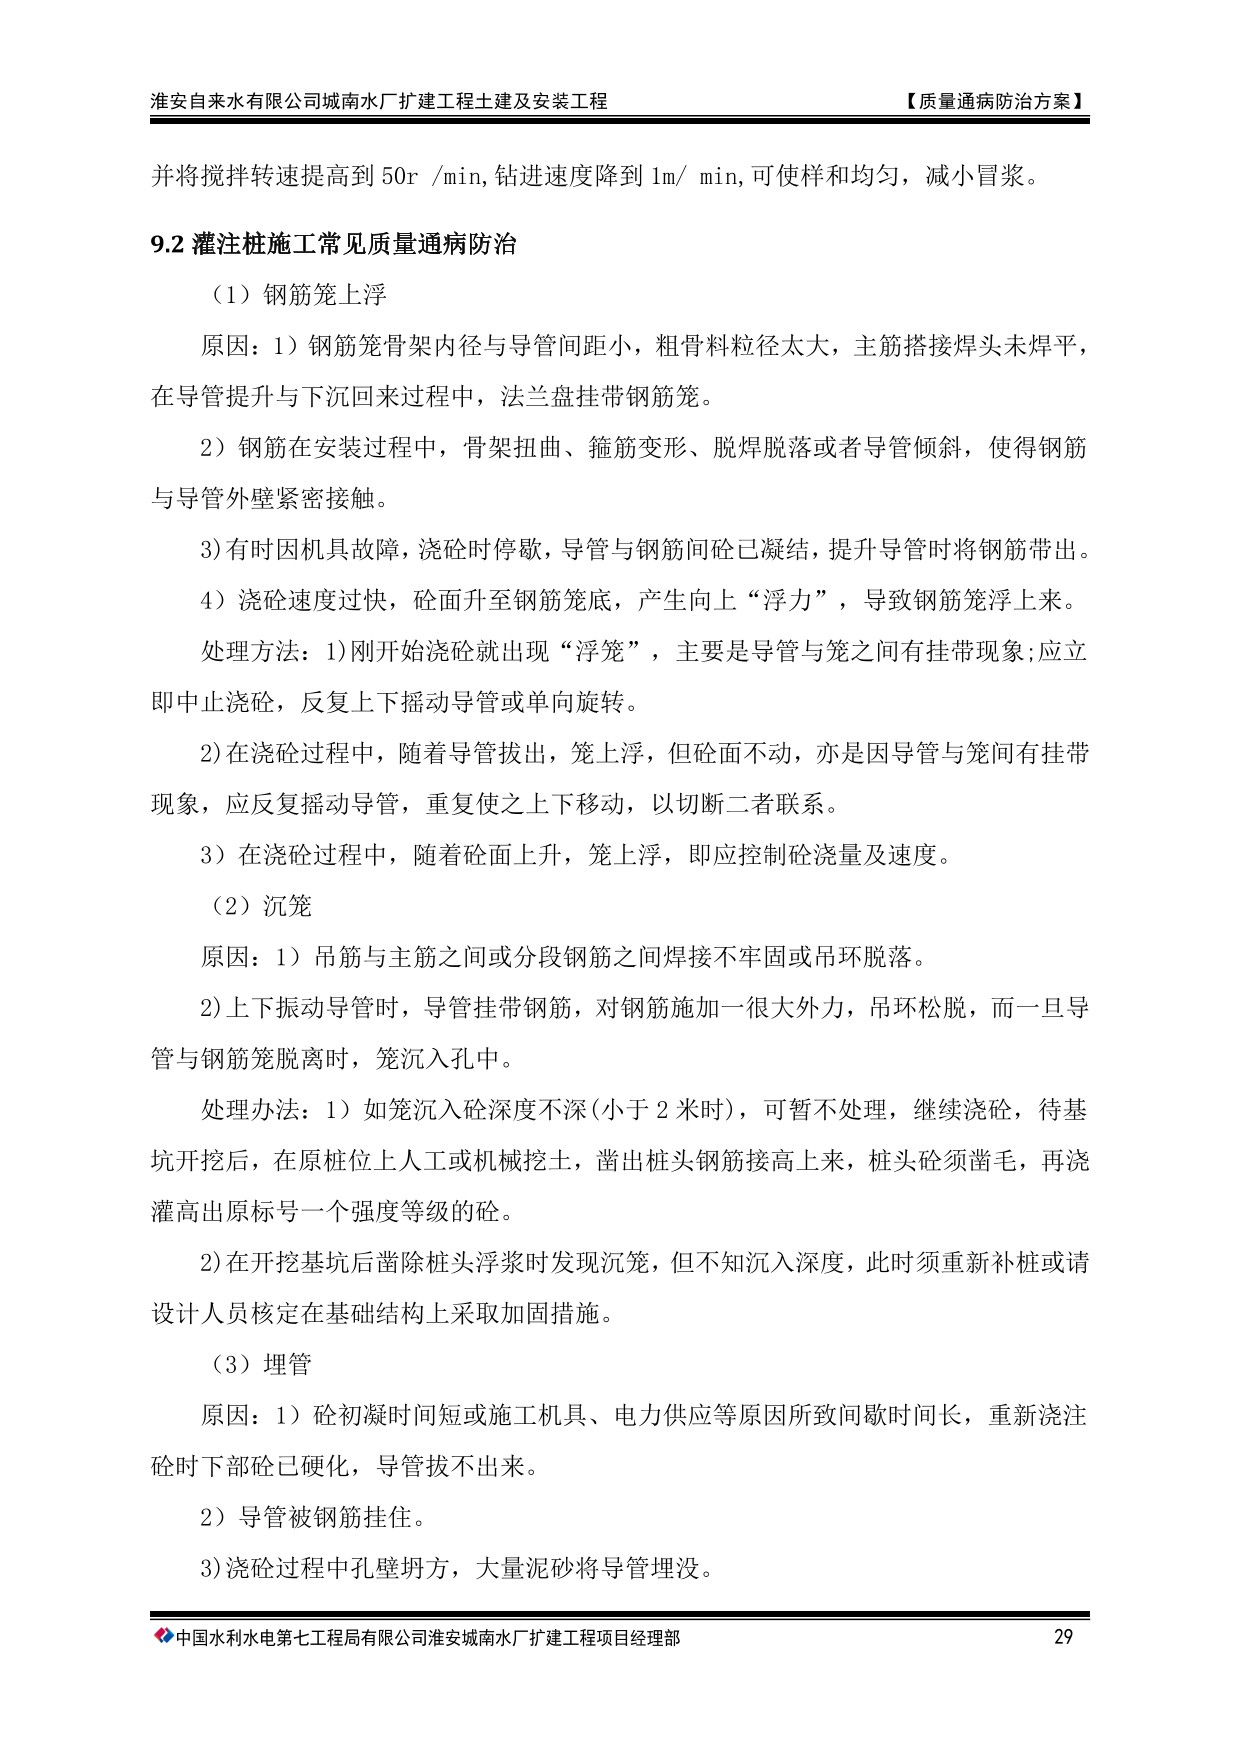 淮安自来水有限公司城南水厂扩建工程土建及安装工程 【质量通病防治方案】
并将搅拌转速提高到 50r /min,钻进速度降到 1m/ min,可使样和均匀，减小冒浆。
9.2 灌注桩施工常见质量通病防治
（1）钢筋笼上浮
原因：1）钢筋笼骨架内径与导管间距小，粗骨料粒径太大，主筋搭接焊头未焊平，
在导管提升与下沉回来过程中，法兰盘挂带钢筋笼。
2）钢筋在安装过程中，骨架扭曲、箍筋变形、脱焊脱落或者导管倾斜，使得钢筋
与导管外壁紧密接触。
3)有时因机具故障，浇砼时停歇，导管与钢筋间砼已凝结，提升导管时将钢筋带出。
4）浇砼速度过快，砼面升至钢筋笼底，产生向上“浮力”，导致钢筋笼浮上来。
处理方法：1)刚开始浇砼就出现“浮笼”，主要是导管与笼之间有挂带现象;应立
即中止浇砼，反复上下摇动导管或单向旋转。
2)在浇砼过程中，随着导管拔出，笼上浮，但砼面不动，亦是因导管与笼间有挂带
现象，应反复摇动导管，重复使之上下移动，以切断二者联系。
3）在浇砼过程中，随着砼面上升，笼上浮，即应控制砼浇量及速度。
（2）沉笼
原因：1）吊筋与主筋之间或分段钢筋之间焊接不牢固或吊环脱落。
2)上下振动导管时，导管挂带钢筋，对钢筋施加一很大外力，吊环松脱，而一旦导
管与钢筋笼脱离时，笼沉入孔中。
处理办法：1）如笼沉入砼深度不深(小于 2 米时)，可暂不处理，继续浇砼，待基
坑开挖后，在原桩位上人工或机械挖土，凿出桩头钢筋接高上来，桩头砼须凿毛，再浇
灌高出原标号一个强度等级的砼。
2)在开挖基坑后凿除桩头浮浆时发现沉笼，但不知沉入深度，此时须重新补桩或请
设计人员核定在基础结构上采取加固措施。
（3）埋管
原因：1）砼初凝时间短或施工机具、电力供应等原因所致间歇时间长，重新浇注
砼时下部砼已硬化，导管拔不出来。
2）导管被钢筋挂住。
3)浇砼过程中孔壁坍方，大量泥砂将导管埋没。
中国水利水电第七工程局有限公司淮安城南水厂扩建工程项目经理部 29